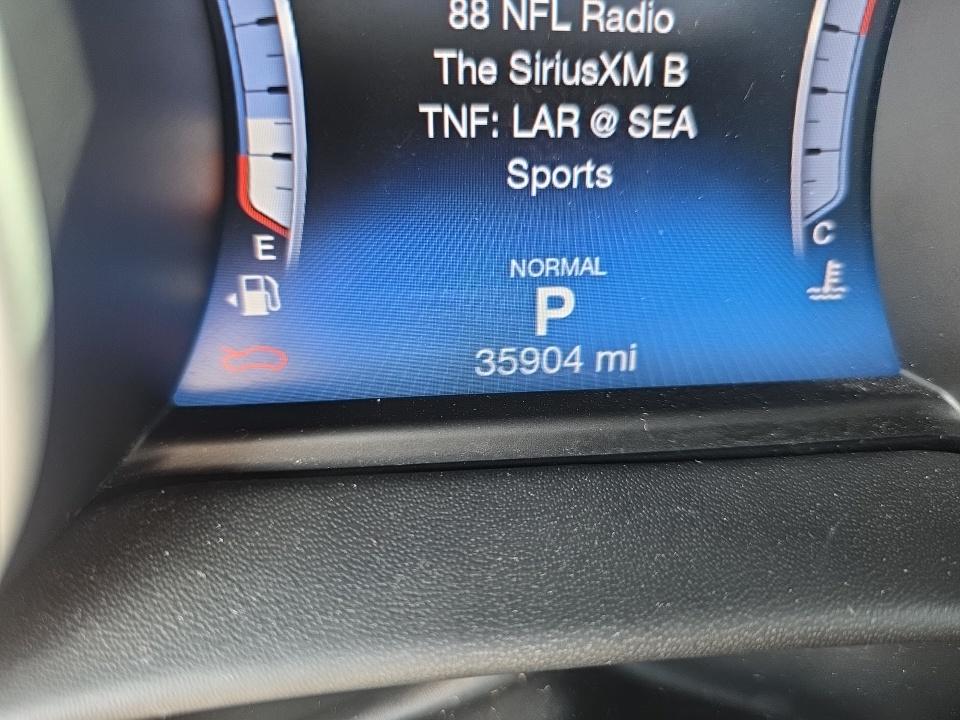 88 NFL Radio
The SiriusXM B
TNF: LAR @ SEA
Sports
E
C
NORMAL
P
35904 mi